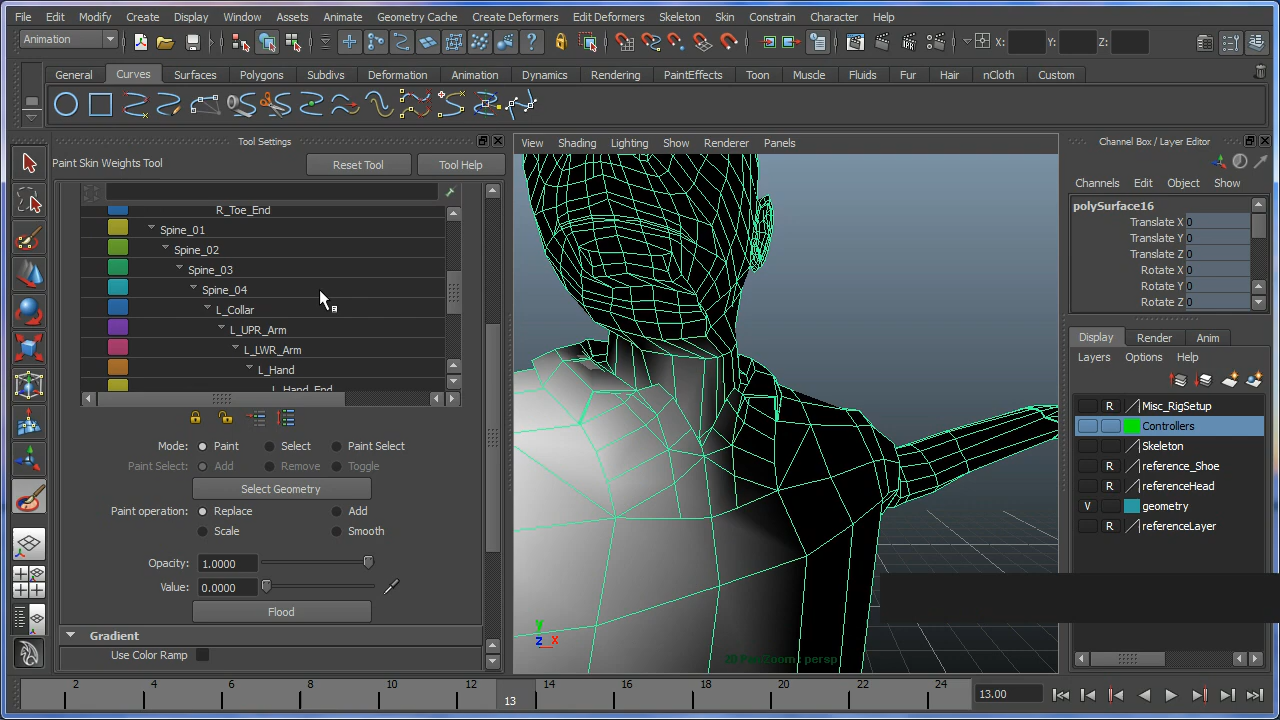 File Edit Modify Create Display Window Assets Animate Geometry Cache Create Deformers Edit Deformers Skeleton Skin Constrain Character Help
Animation X: Y: Z:
General Curves Surfaces Polygons Subdivs Deformation Animation Dynamics Rendering PaintEffects Toon Muscle Fluids Fur Hair nCloth Custom
Tool Settings
Paint Skin Weights Tool Reset Tool Tool Help
R_Toe_End
Spine_01
Spine_02
Spine_03
Spine_04
L_Collar
L_UPR_Arm
L_LWR_Arm
L_Hand
L_Hand_End
Mode: Paint Select Paint Select
Paint Select: Add Remove Toggle
Select Geometry
Paint operation: Replace Add
Scale Smooth
Opacity: 1.0000
Value: 0.0000
Flood
Gradient
Use Color Ramp
View Shading Lighting Show Renderer Panels
y
z x
Channel Box / Layer Editor
Channels Edit Object Show
polySurface16
Translate X 0
Translate Y 0
Translate Z 0
Rotate X 0
Rotate Y 0
Rotate Z 0
Display Render Anim
Layers Options Help
R Misc_RigSetup
Controllers
Skeleton
R reference_Shoe
R referenceHead
V geometry
R referenceLayer
2 4 6 8 10 12 13 14 16 18 20 22 24 13.00